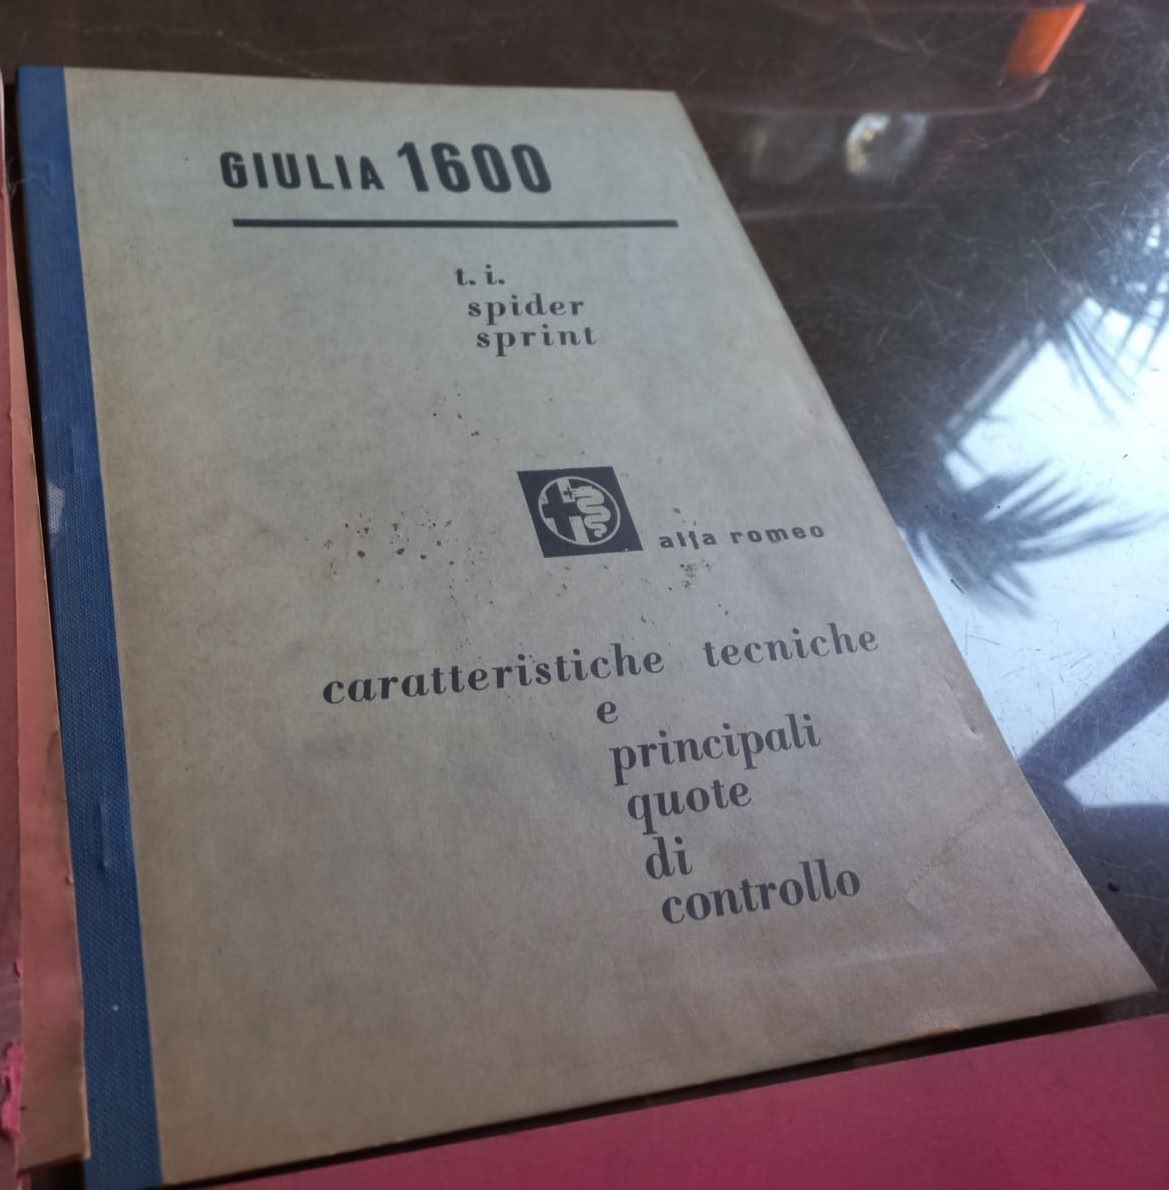 GIULIA 1600
t. i.
spider
sprint
alfa romeo
caratteristiche tecniche
e
principali
quote
di
controllo